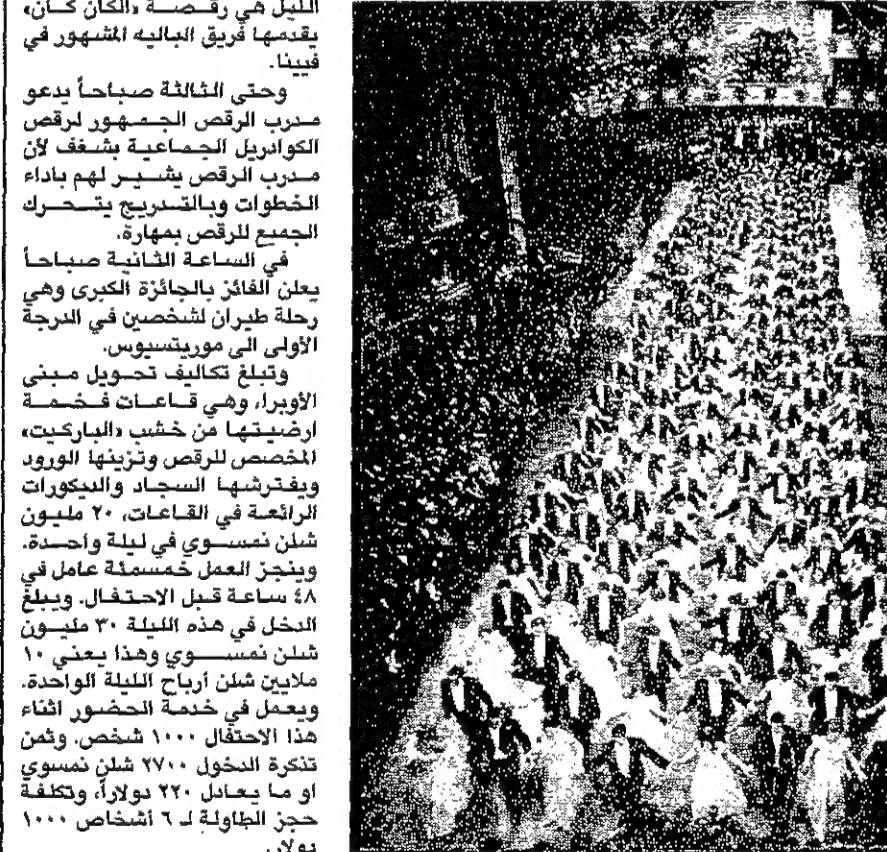 الليل هي رقصة «الكان كان»
يقدمها فريق الباليه المشهور في
فيينا.
وحتى الثالثة صباحاً يدعو
مدرب الرقص الجمهور لرقص
الكوادريل الجماعية بشغف لأن
مدرب الرقص يشير لهم باداء
الخطوات وبالتدريج يتحرك
الجميع للرقص بمهارة.
في الساعة الثانية صباحاً
يعلن الفائز بالجائزة الكبرى وهي
رحلة طيران لشخصين في الدرجة
الأولى الى موريتسيوس.
وتبلغ تكاليف تحويل مبنى
الأوبرا، وهي قاعات فخمة
ارضيتها من خشب «الباركيت»
المخصص للرقص وتزينها الورود
ويفترشها السجاد والديكورات
الرائعة في القاعات، ٢٠ مليون
شلن نمسوي في ليلة واحدة.
وينجز العمل خمسمئة عامل في
٤٨ ساعة قبل الاحتفال. ويبلغ
الدخل في هذه الليلة ٣٠ مليون
شلن نمسوي وهذا يعني ١٠
ملايين شلن أرباح الليلة الواحدة.
ويعمل في خدمة الحضور اثناء
هذا الاحتفال ١٠٠٠ شخص. وثمن
تذكرة الدخول ٢٧٠٠ شلن نمسوي
او ما يعادل ٢٢٠ دولاراً، وتكلفة
حجز الطاولة لـ ٦ أشخاص ١٠٠٠
دولار.